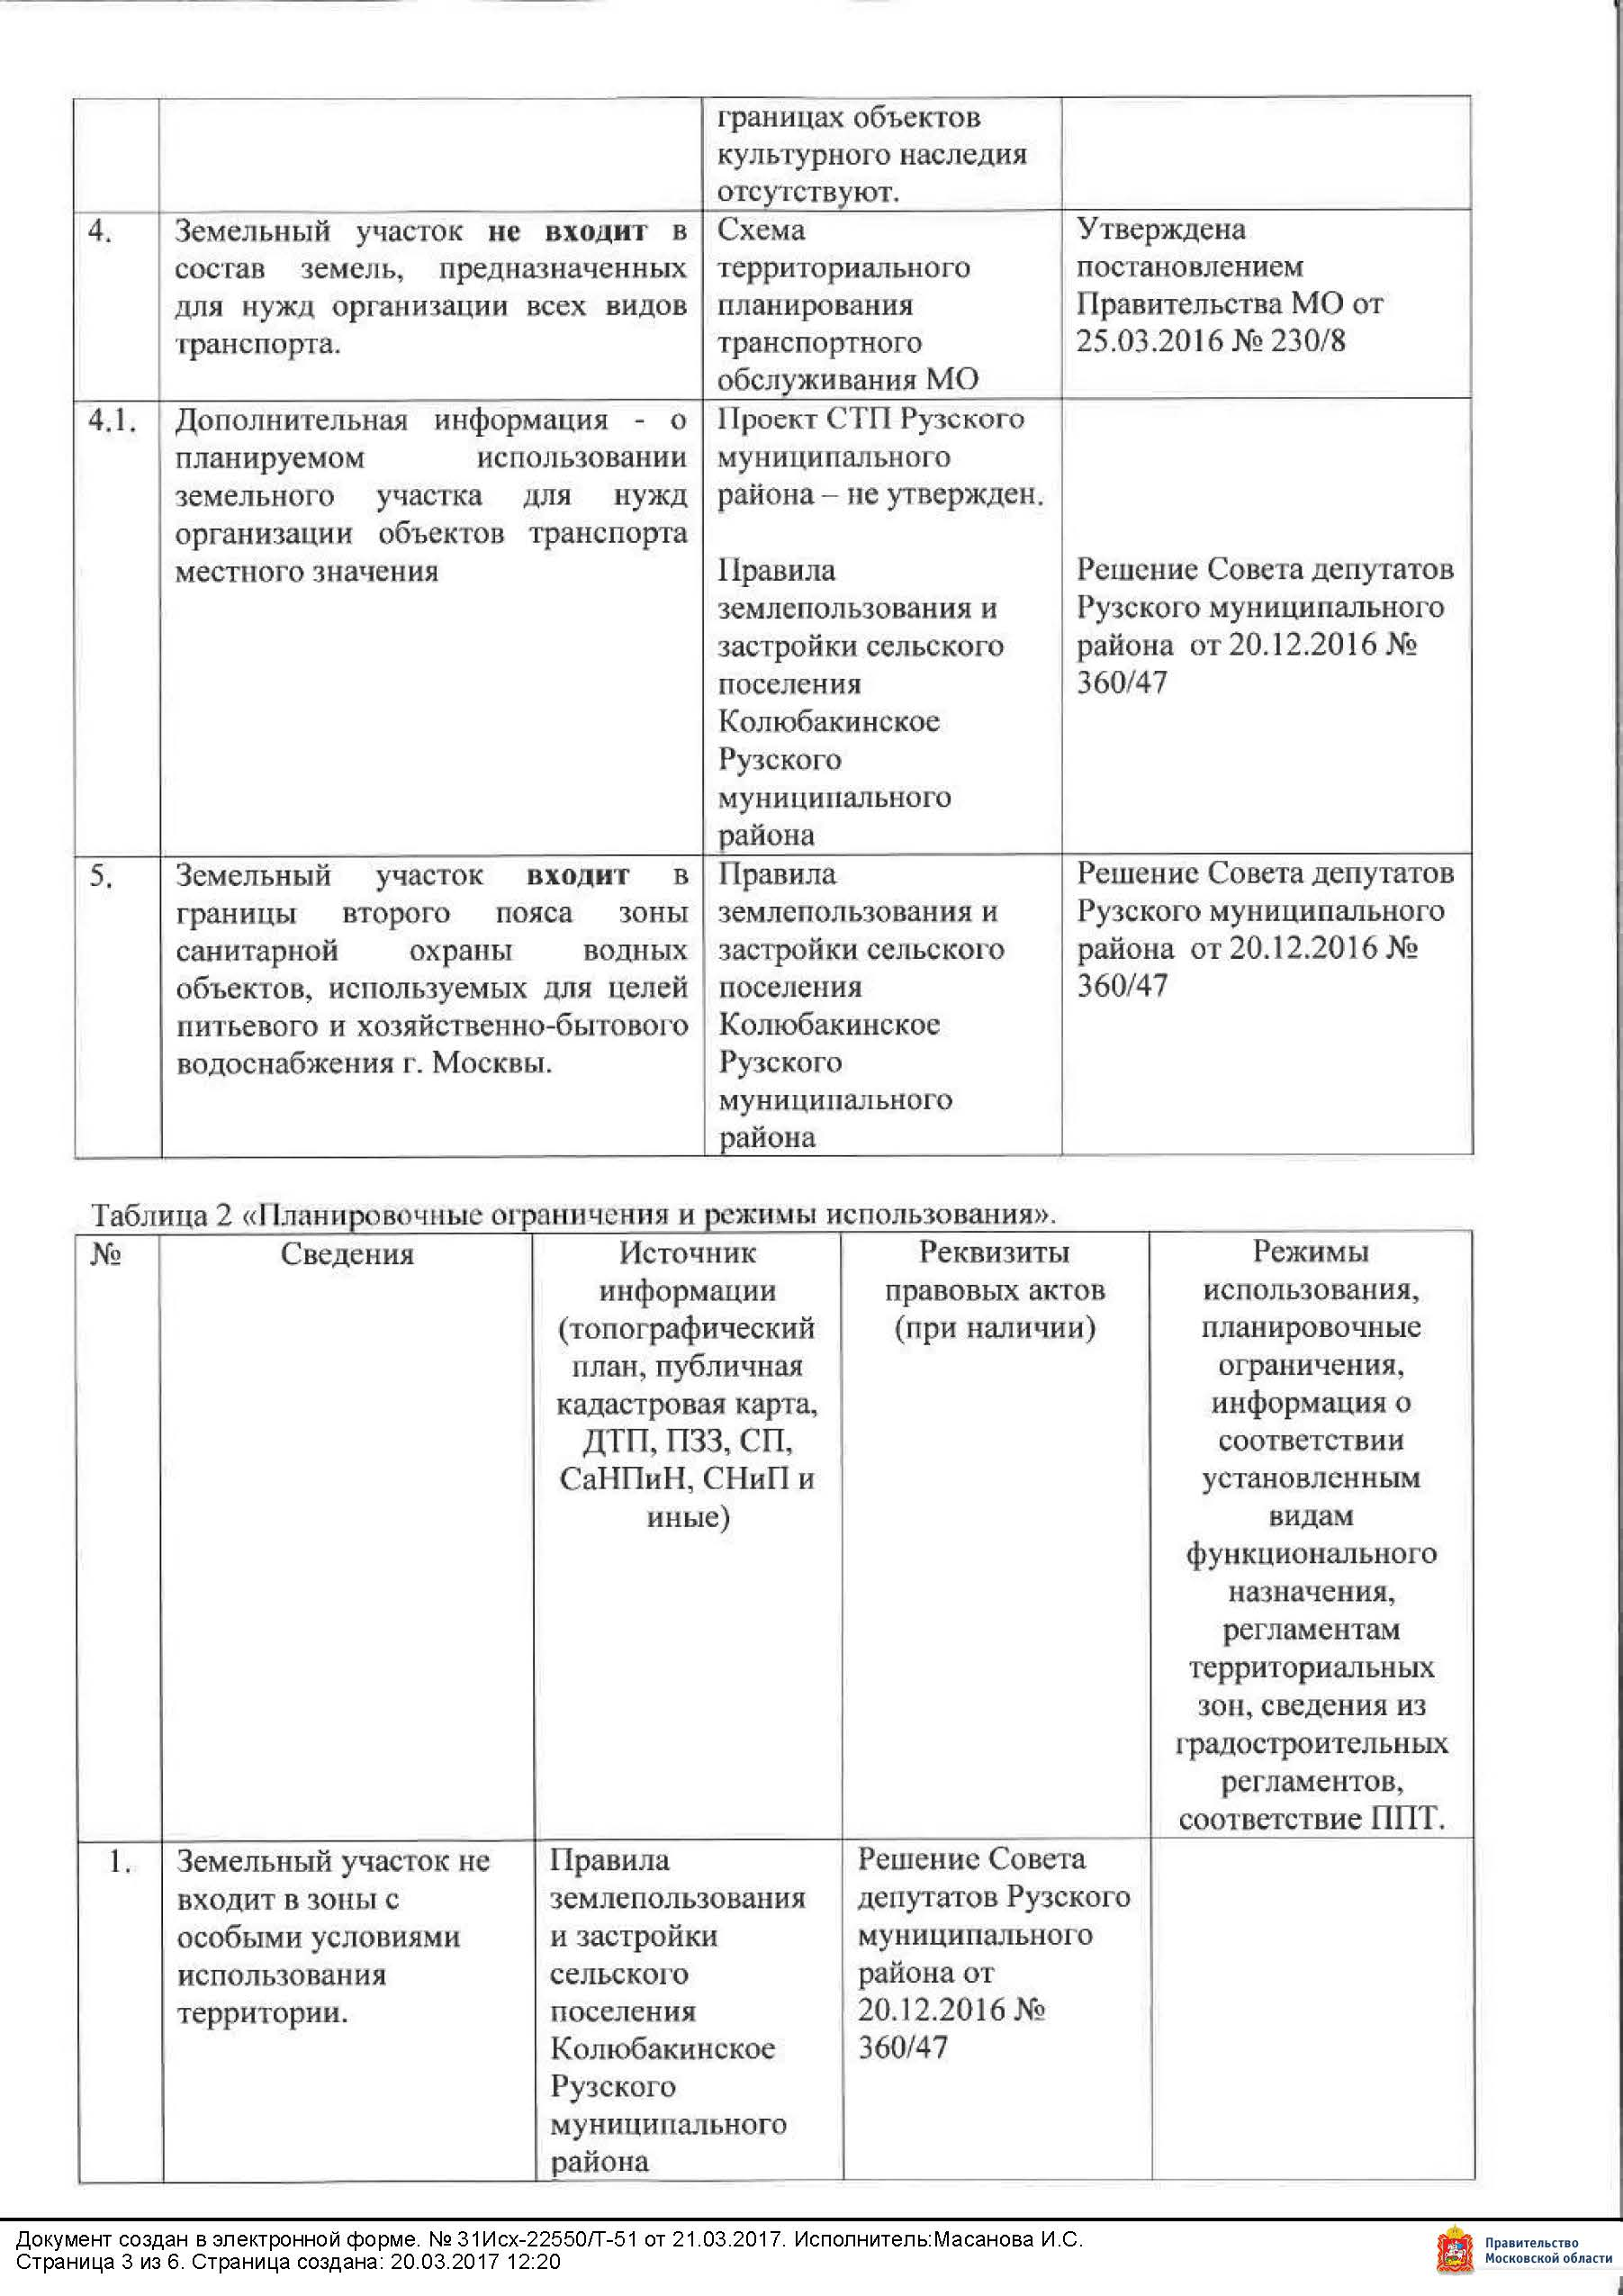 границах объектов
культурного наследия
отсутствуют.
4.
Земельный участок не входит в
состав земель, предназначенных
для нужд организации всех видов
транспорта.
Схема
территориального
планирования
транспортного
обслуживания МО
Утверждена
постановлением
Правительства МО от
25.03.2016 № 230/8
4.1.
Дополнительная информация - о
планируемом использовании
земельного участка для нужд
организации объектов транспорта
местного значения
Проект СТП Рузского
муниципального
района – не утвержден.
Правила
землепользования и
застройки сельского
поселения
Колюбакинское
Рузского
муниципального
района
Решение Совета депутатов
Рузского муниципального
района от 20.12.2016 №
360/47
5.
Земельный участок входит в
границы второго пояса зоны
санитарной охраны водных
объектов, используемых для целей
питьевого и хозяйственно-бытового
водоснабжения г. Москвы.
Правила
землепользования и
застройки сельского
поселения
Колюбакинское
Рузского
муниципального
района
Решение Совета депутатов
Рузского муниципального
района от 20.12.2016 №
360/47
Таблица 2 «Планировочные ограничения и режимы использования».
№
Сведения
Источник
информации
(топографический
план, публичная
кадастровая карта,
ДТП, ПЗЗ, СП,
СаНПиН, СНиП и
иные)
Реквизиты
правовых актов
(при наличии)
Режимы
использования,
планировочные
ограничения,
информация о
соответствии
установленным
видам
функционального
назначения,
регламентам
территориальных
зон, сведения из
градостроительных
регламентов,
соответствие ППТ.
1.
Земельный участок не
входит в зоны с
особыми условиями
использования
территории.
Правила
землепользования
и застройки
сельского
поселения
Колюбакинское
Рузского
муниципального
района
Решение Совета
депутатов Рузского
муниципального
района от
20.12.2016 №
360/47
Документ создан в электронной форме. № 31Исх-22550/Т-51 от 21.03.2017. Исполнитель:Масанова И.С.
Страница 3 из 6. Страница создана: 20.03.2017 12:20
Правительство
Московской области